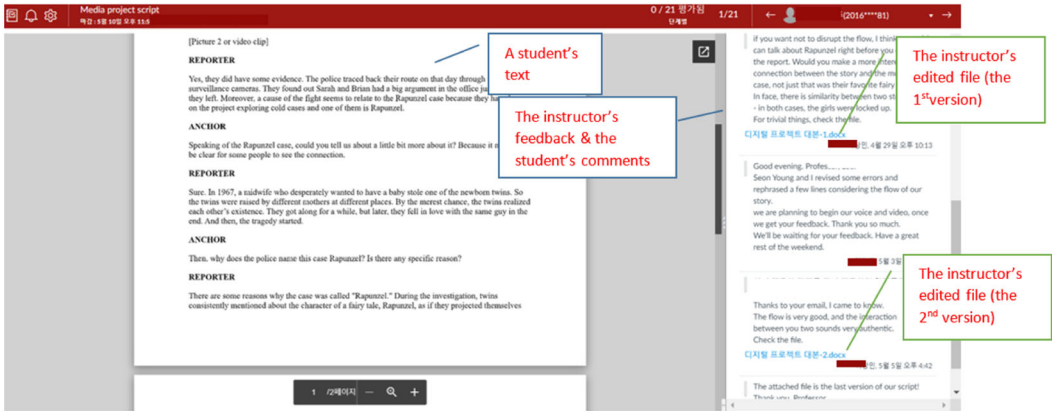 Media project script
마감 : 5월 10일 오후 11:5
0 / 21 평가됨
단계별
1/21
(2016****81)
[Picture 2 or video clip]
REPORTER
Yes, they did have some evidence. The police traced back their route on that day through
surveillance cameras. They found out Sarah and Brian had a big argument in the office ju
they left. Moreover, a cause of the fight seems to relate to the Rapunzel case because they ha
on the project exploring cold cases and one of them is Rapunzel.
ANCHOR
Speaking of the Rapunzel case, could you tell us about a little bit more about it? Because it m
be clear for some people to see the connection.
REPORTER
Sure. In 1967, a midwife who desperately wanted to have a baby stole one of the newborn twins. So
the twins were raised by different mothers at different places. By the merest chance, the twins realized
each other's existence. They got along for a while, but later, they fell in love with the same guy in the
end. And then, the tragedy started.
ANCHOR
Then, why does the police name this case Rapunzel? Is there any specific reason?
REPORTER
There are some reasons why the case was called "Rapunzel." During the investigation, twins
consistently mentioned about the character of a fairy tale, Rapunzel, as if they projected themselves
1 /2페이지
A student's
text
The instructor's
feedback & the
student's comments
The instructor's
edited file (the
1st version)
The instructor's
edited file (the
2nd version)
if you want not to disrupt the flow, I think
can talk about Rapunzel right before you
the report. Would you make a more inten
connection between the story and the m
case, not just that was their favorite fairy
In face, there is similarity between two st
- in both cases, the girls were locked up.
For trivial things, check the file.
디지털 프로젝트 대본-1.docx
4월 29일 오후 10:13
Good evening. Profes
Seon Young and I revised some errors and
rephrased a few lines considering the flow of our
story.
we are planning to begin our voice and video, once
we get your feedback. Thank you so much.
We'll be waiting for your feedback. Have a great
rest of the weekend.
5월 3일
Thanks to your email, I came to know.
The flow is very good, and the interaction
between you two sounds very authentic.
Check the file.
디지털 프로젝트 대본-2.docx
5월 5일 오후 4:42
The attached file is the last version of our script!
Thank you, Professor